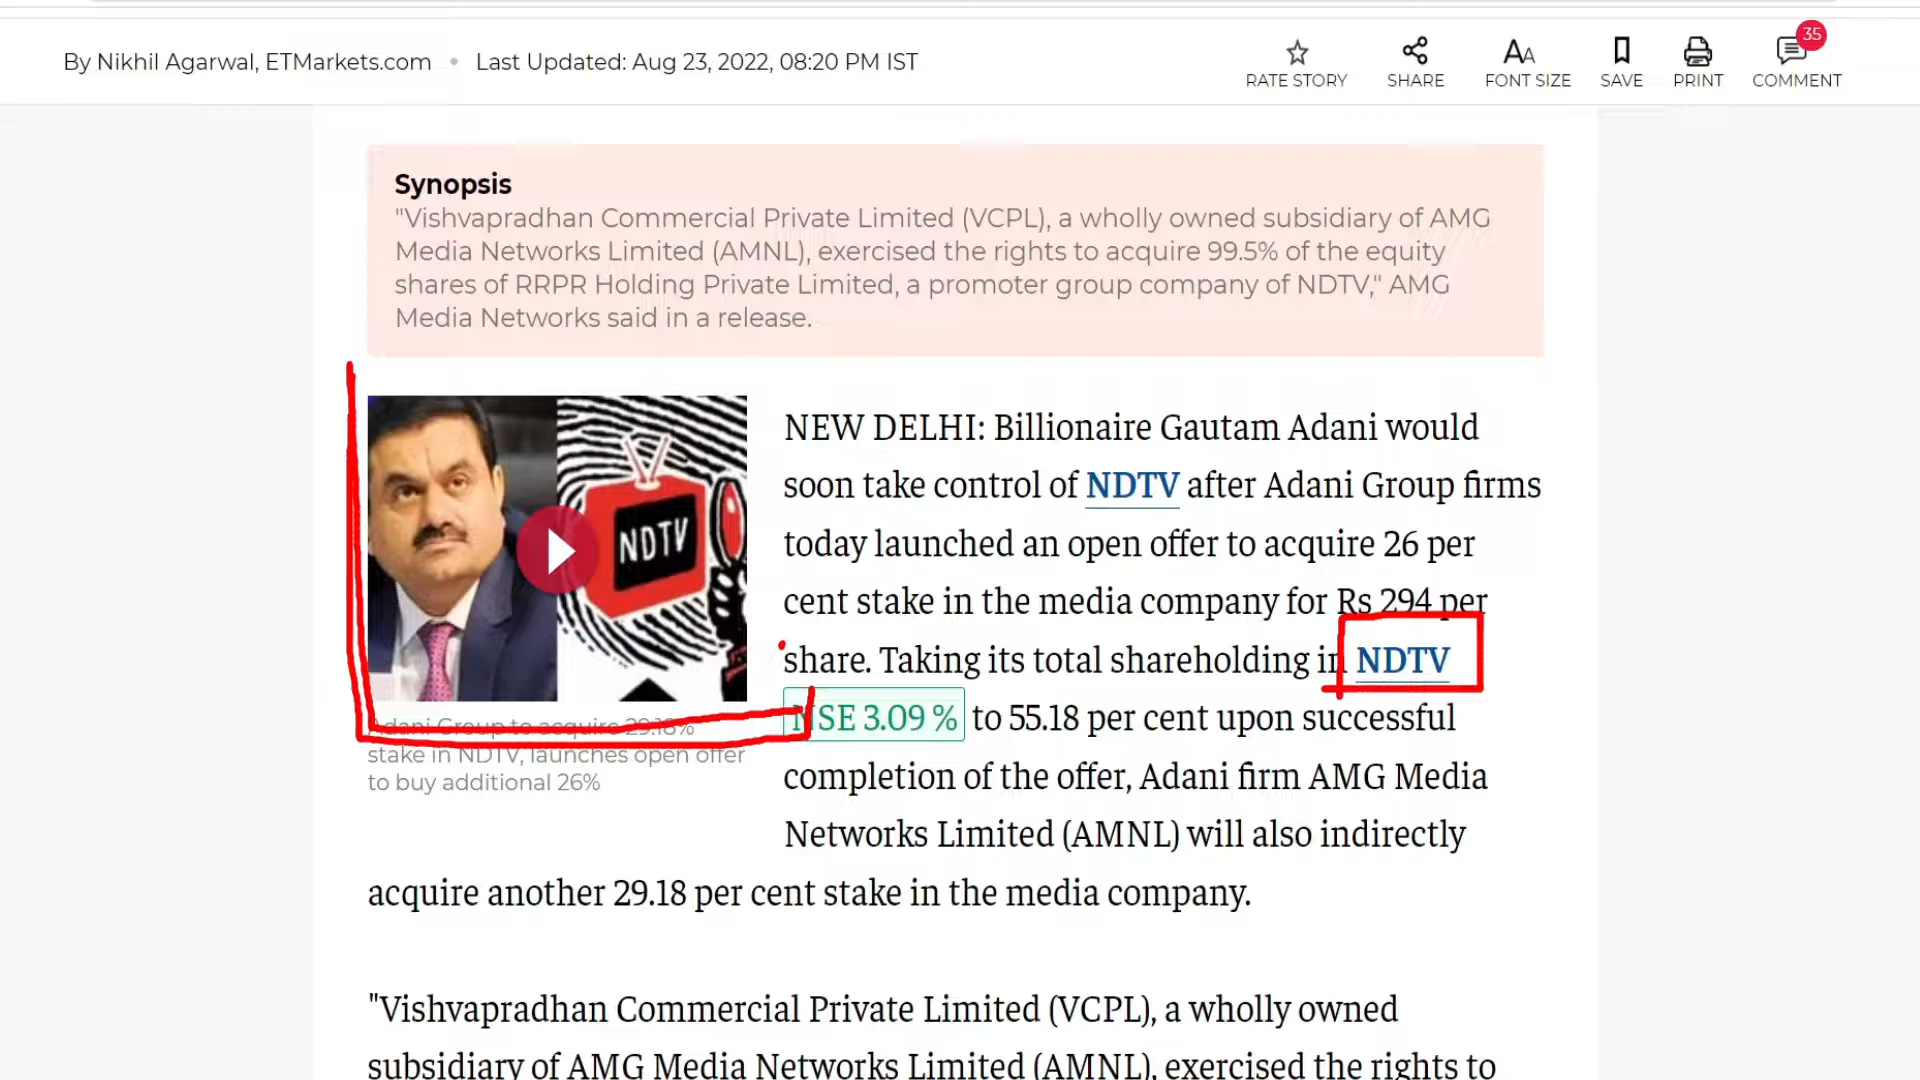 By Nikhil Agarwal, ETMarkets.com • Last Updated: Aug 23, 2022, 08:20 PM IST
RATE STORY SHARE FONT SIZE SAVE PRINT COMMENT
35
Synopsis
"Vishvapradhan Commercial Private Limited (VCPL), a wholly owned subsidiary of AMG
Media Networks Limited (AMNL), exercised the rights to acquire 99.5% of the equity
shares of RRPR Holding Private Limited, a promoter group company of NDTV," AMG
Media Networks said in a release.
NDTV
Adani Group to acquire 29.18%
stake in NDTV, launches open offer
to buy additional 26%
NEW DELHI: Billionaire Gautam Adani would
soon take control of NDTV after Adani Group firms
today launched an open offer to acquire 26 per
cent stake in the media company for Rs 294 per
share. Taking its total shareholding in NDTV
NSE 3.09 % to 55.18 per cent upon successful
completion of the offer, Adani firm AMG Media
Networks Limited (AMNL) will also indirectly
acquire another 29.18 per cent stake in the media company.
"Vishvapradhan Commercial Private Limited (VCPL), a wholly owned
subsidiary of AMG Media Networks Limited (AMNL), exercised the rights to